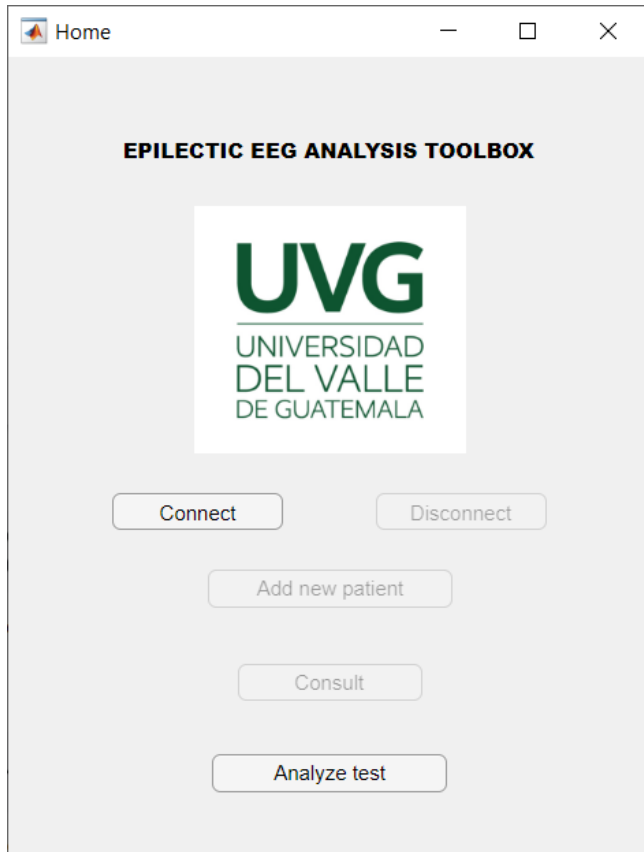 Home
EPILECTIC EEG ANALYSIS TOOLBOX
UVG
UNIVERSIDAD
DEL VALLE
DE GUATEMALA
Connect Disconnect
Add new patient
Consult
Analyze test